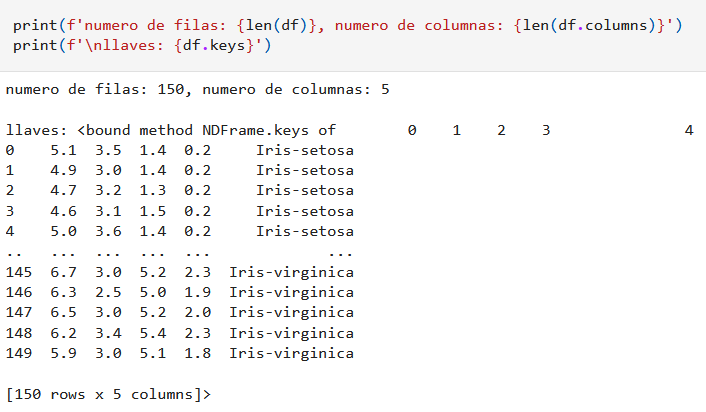 print(f'numero de filas: {len(df)}, numero de columnas: {len(df.columns)}')
print(f'\nllaves: {df.keys}')
numero de filas: 150, numero de columnas: 5
llaves: <bound method NDFrame.keys of        0    1    2    3               4
0    5.1  3.5  1.4  0.2     Iris-setosa
1    4.9  3.0  1.4  0.2     Iris-setosa
2    4.7  3.2  1.3  0.2     Iris-setosa
3    4.6  3.1  1.5  0.2     Iris-setosa
4    5.0  3.6  1.4  0.2     Iris-setosa
..   ...  ...  ...  ...             ...
145  6.7  3.0  5.2  2.3  Iris-virginica
146  6.3  2.5  5.0  1.9  Iris-virginica
147  6.5  3.0  5.2  2.0  Iris-virginica
148  6.2  3.4  5.4  2.3  Iris-virginica
149  5.9  3.0  5.1  1.8  Iris-virginica
[150 rows x 5 columns]>